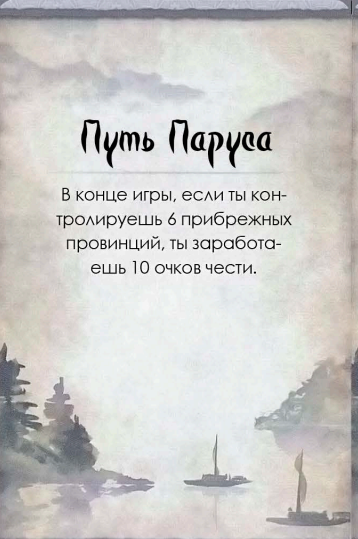 Путь Паруса
В конце игры, если ты кон-
тролируешь 6 прибрежных
провинций, ты заработа-
ешь 10 очков чести.